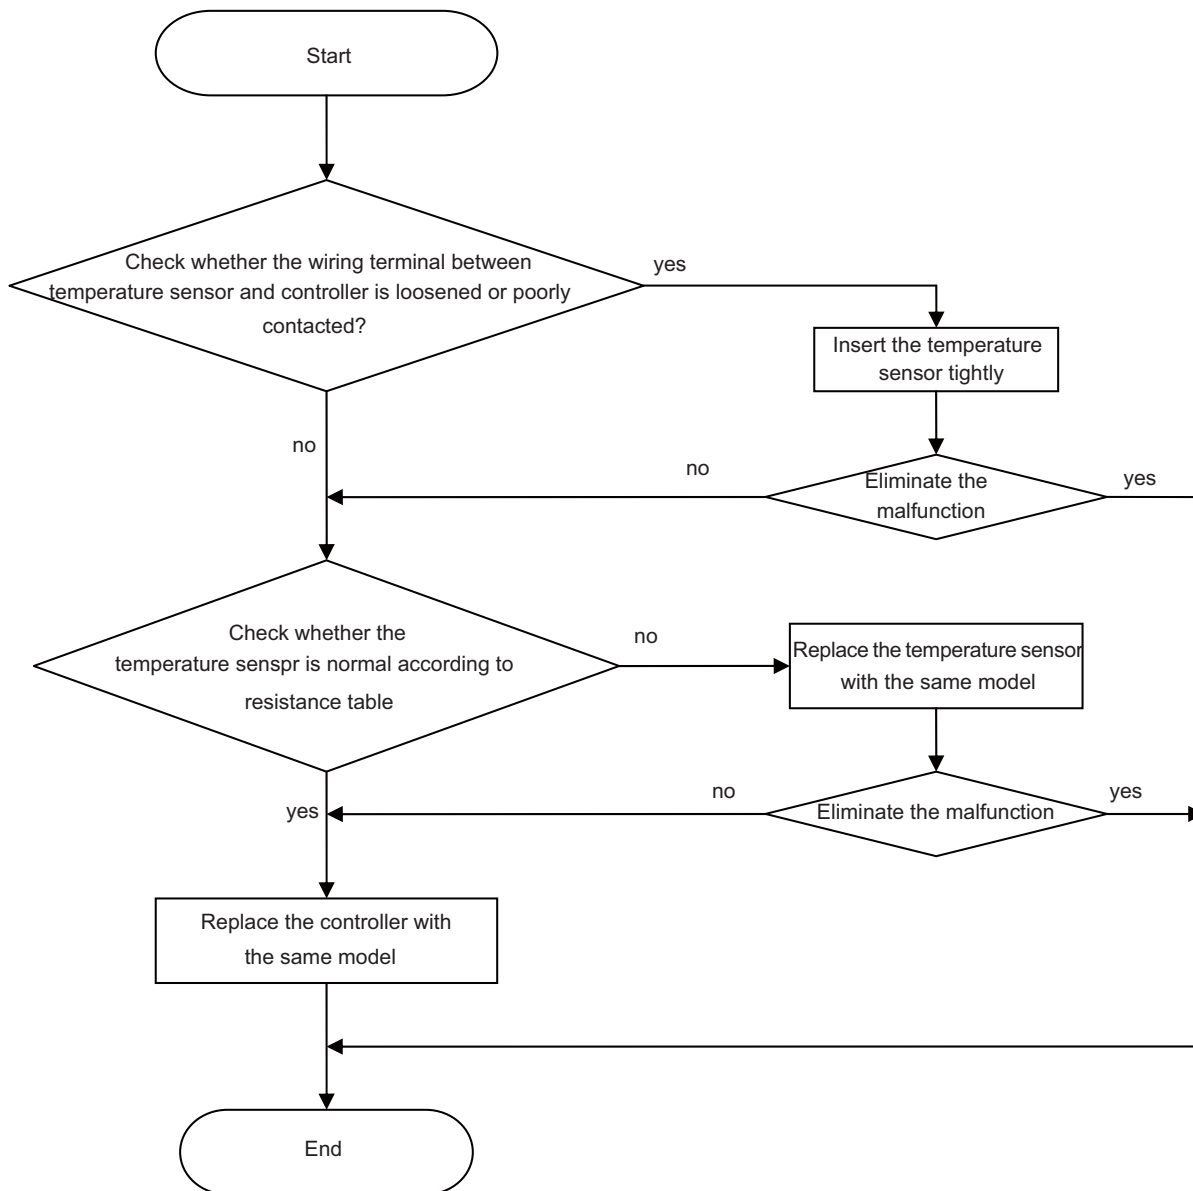 Start
Check whether the wiring terminal between
temperature sensor and controller is loosened or poorly
contacted?
yes
Insert the temperature
sensor tightly
no
no
Eliminate the
malfunction
yes
Check whether the
temperature senspr is normal according to
resistance table
no
Replace the temperature sensor
with the same model
yes
no
Eliminate the malfunction
yes
Replace the controller with
the same model
End